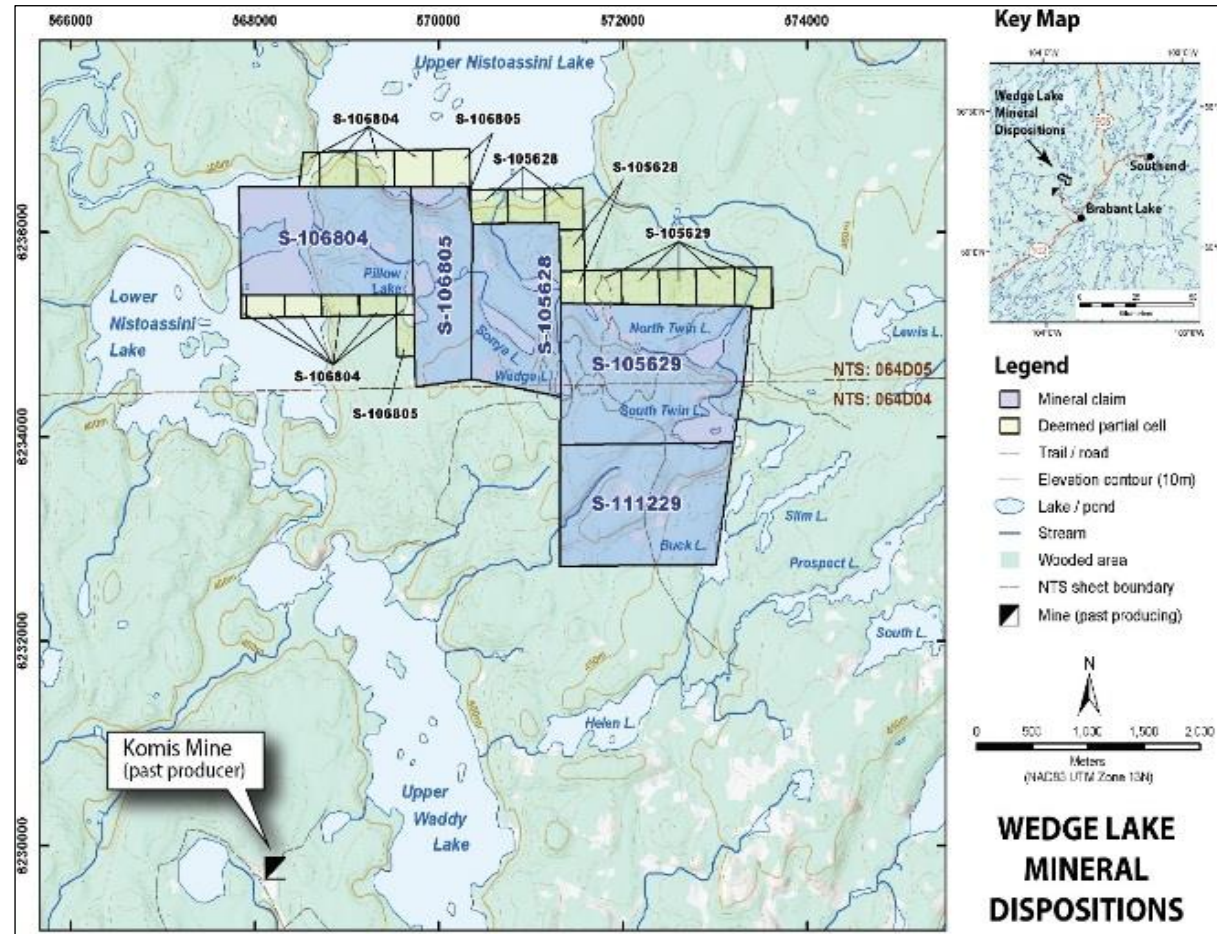 566000
568000
570000
572000
574000
6236000
6234000
6232000
6230000
Upper Nistoassini Lake
S-106804
S-106805
S-105628
S-105628
S-105629
S-106804
S-106805
S-105628
Pillow
Lake
Sonya L.
Wedge L.
North Twin L.
S-105629
South Twin L.
S-111229
Buck L.
Lower
Nistoassini
Lake
S-106804
S-106805
NTS: 064D05
NTS: 064D04
Lewis L.
Slim L.
Prospect L.
South L.
Helen L.
Upper
Waddy
Lake
Komis Mine
(past producer)
Key Map
Wedge Lake
Mineral
Dispositions
Southend
Brabant Lake
Legend
Mineral claim
Deemed partial cell
Trail / road
Elevation contour (10m)
Lake / pond
Stream
Wooded area
NTS sheet boundary
Mine (past producing)
N
0 500 1,000 1,500 2,000
Meters
(NAD83 UTM Zone 13N)
WEDGE LAKE
MINERAL
DISPOSITIONS